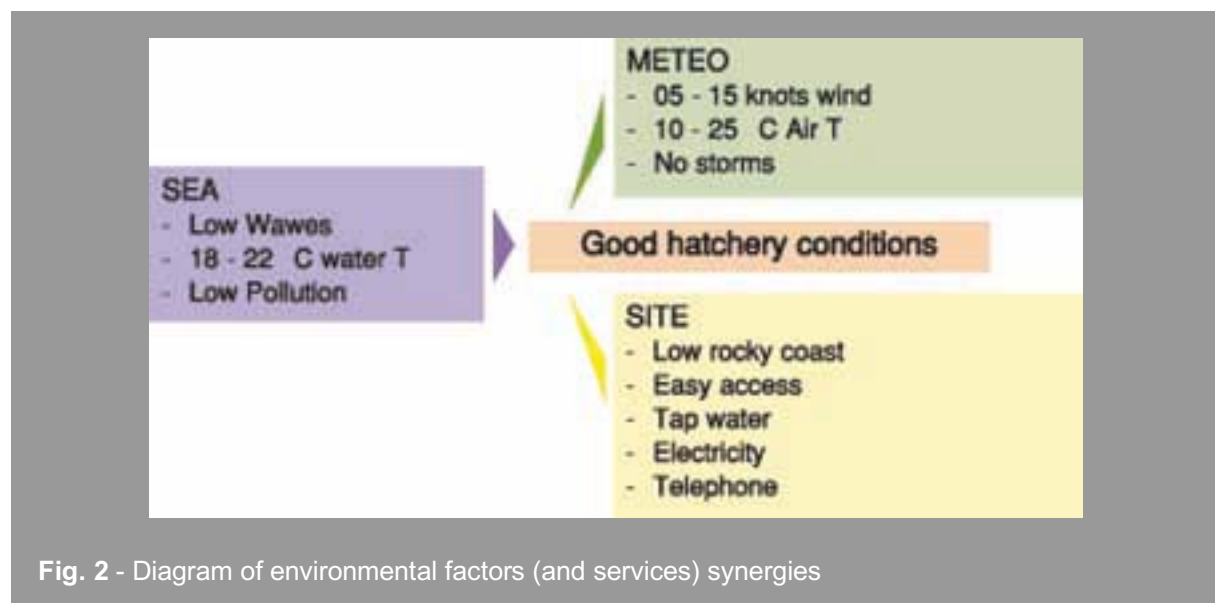 METEO
- 05 - 15 knots wind
- 10 - 25 C Air T
- No storms
SEA
- Low Wawes
- 18 - 22 C water T
- Low Pollution
Good hatchery conditions
SITE
- Low rocky coast
- Easy access
- Tap water
- Electricity
- Telephone
Fig. 2 - Diagram of environmental factors (and services) synergies